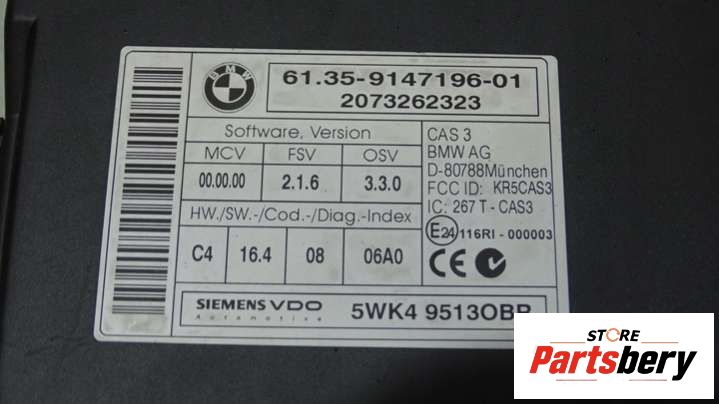 BMW
61.35-9147196-01
2073262323
Software, Version
MCV FSV OSV
00.00.00 2.1.6 3.3.0
HW./SW.-/Cod.-/Diag.-Index
C4 16.4 08 06A0
CAS 3
BMW AG
D-80788München
FCC ID: KR5CAS3
IC: 267 T - CAS3
E24 116RI - 000003
CE
SIEMENS VDO
Automotive
5WK4 9513OBR
STORE
Partsbery